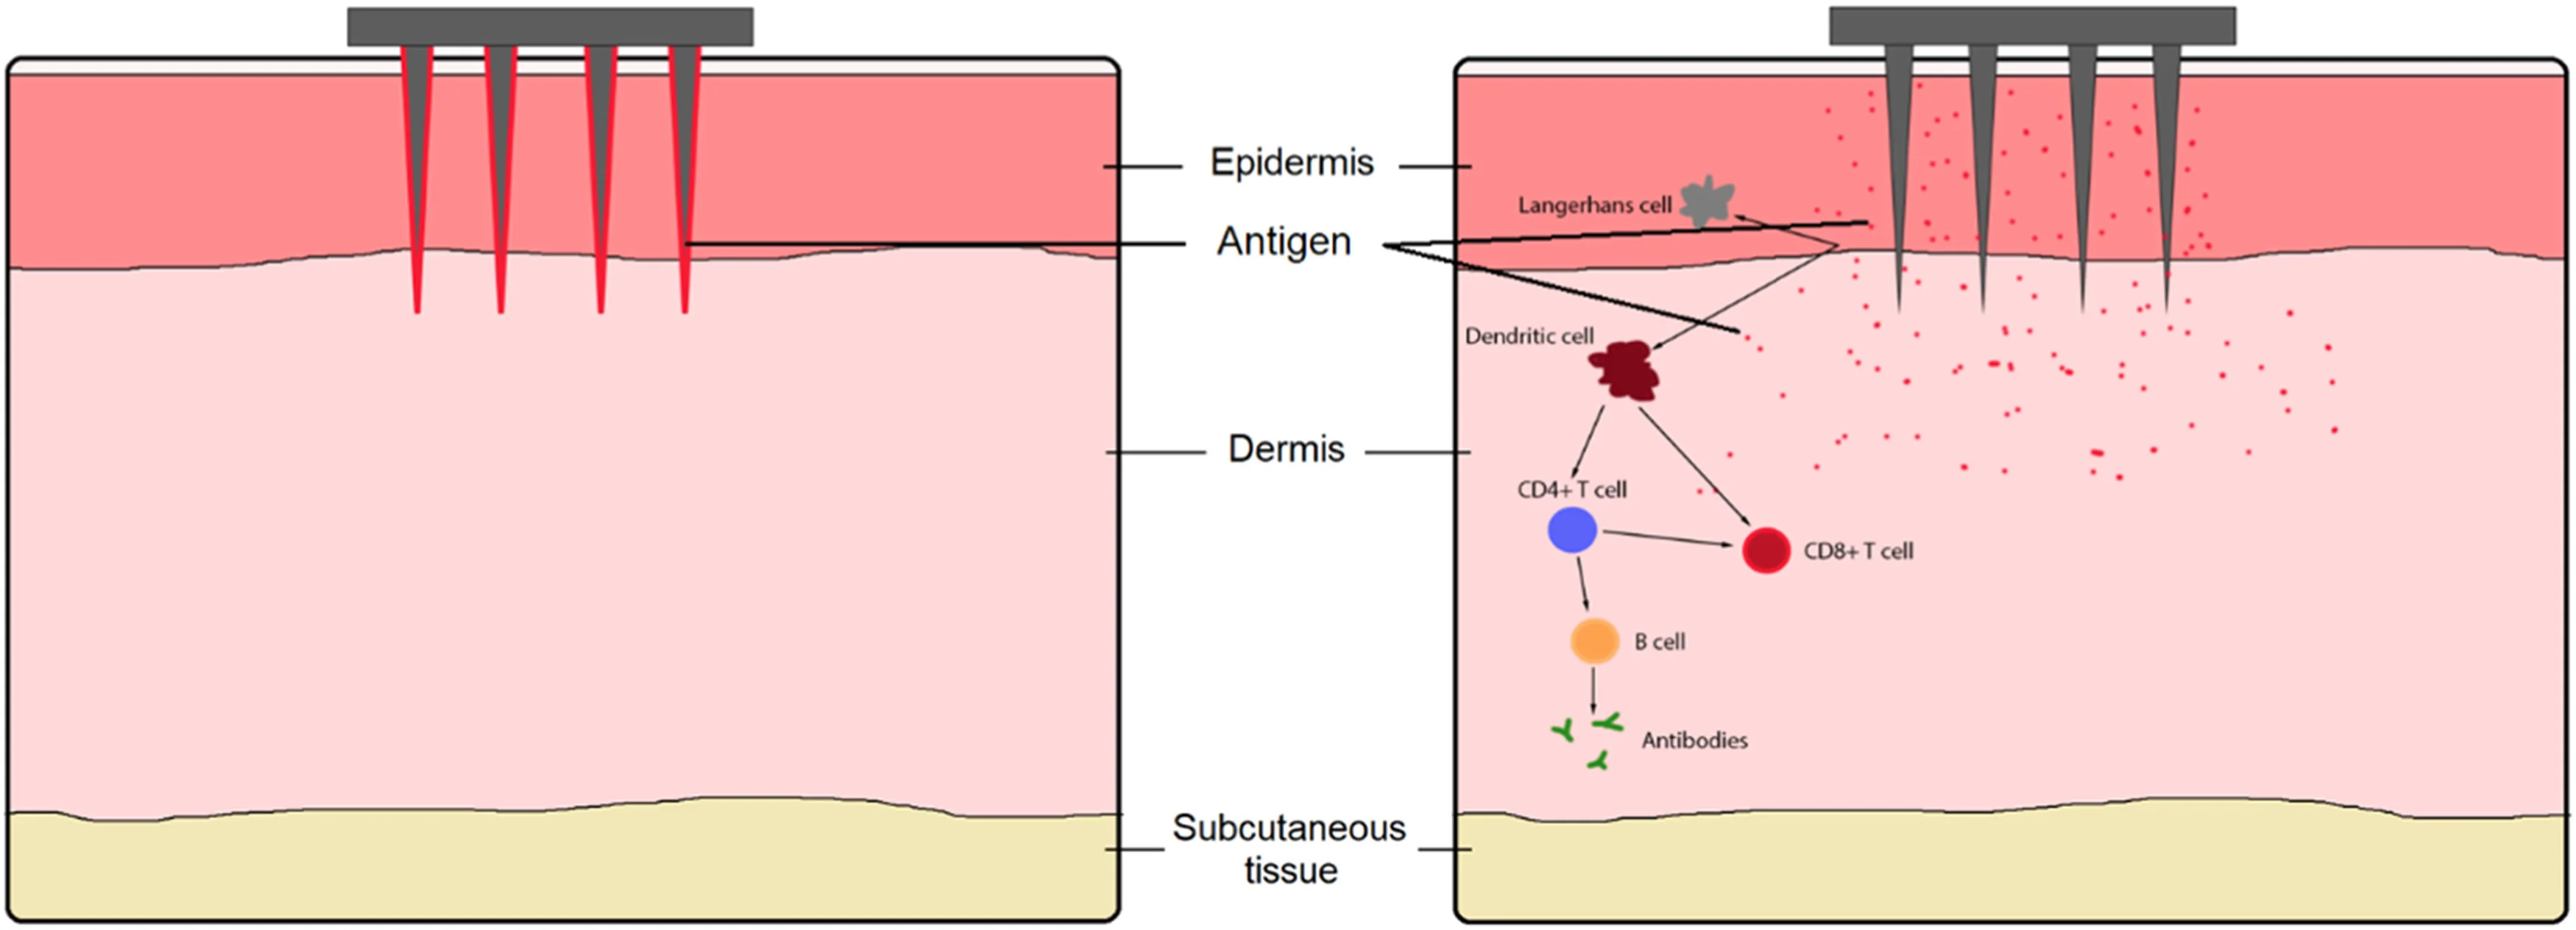 Epidermis
Langerhans cell
Antigen
Dendritic cell
Dermis
CD4+ T cell
CD8+ T cell
B cell
Antibodies
Subcutaneous
tissue